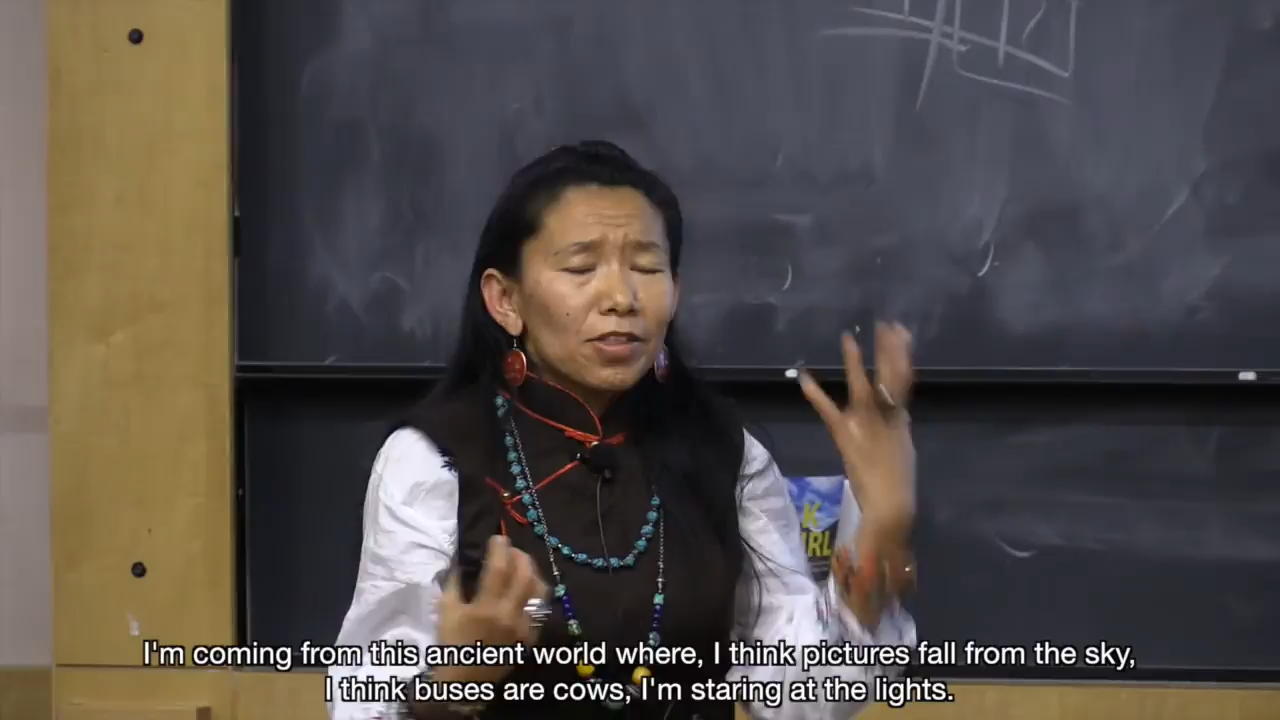 K
IRL
I'm coming from this ancient world where, I think pictures fall from the sky,
I think buses are cows, I'm staring at the lights.